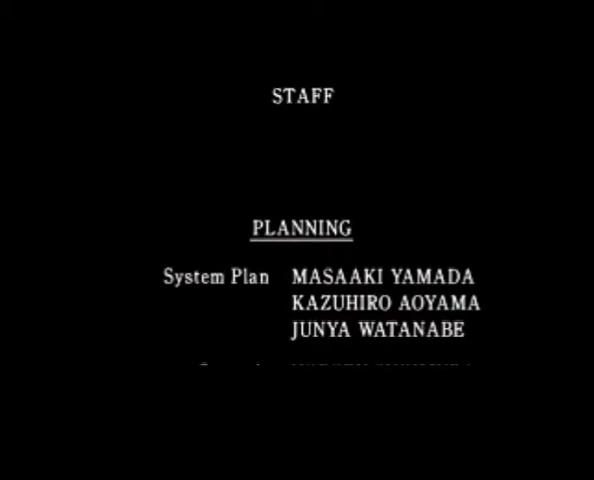 STAFF
PLANNING
System Plan MASAAKI YAMADA
KAZUHIRO AOYAMA
JUNYA WATANABE